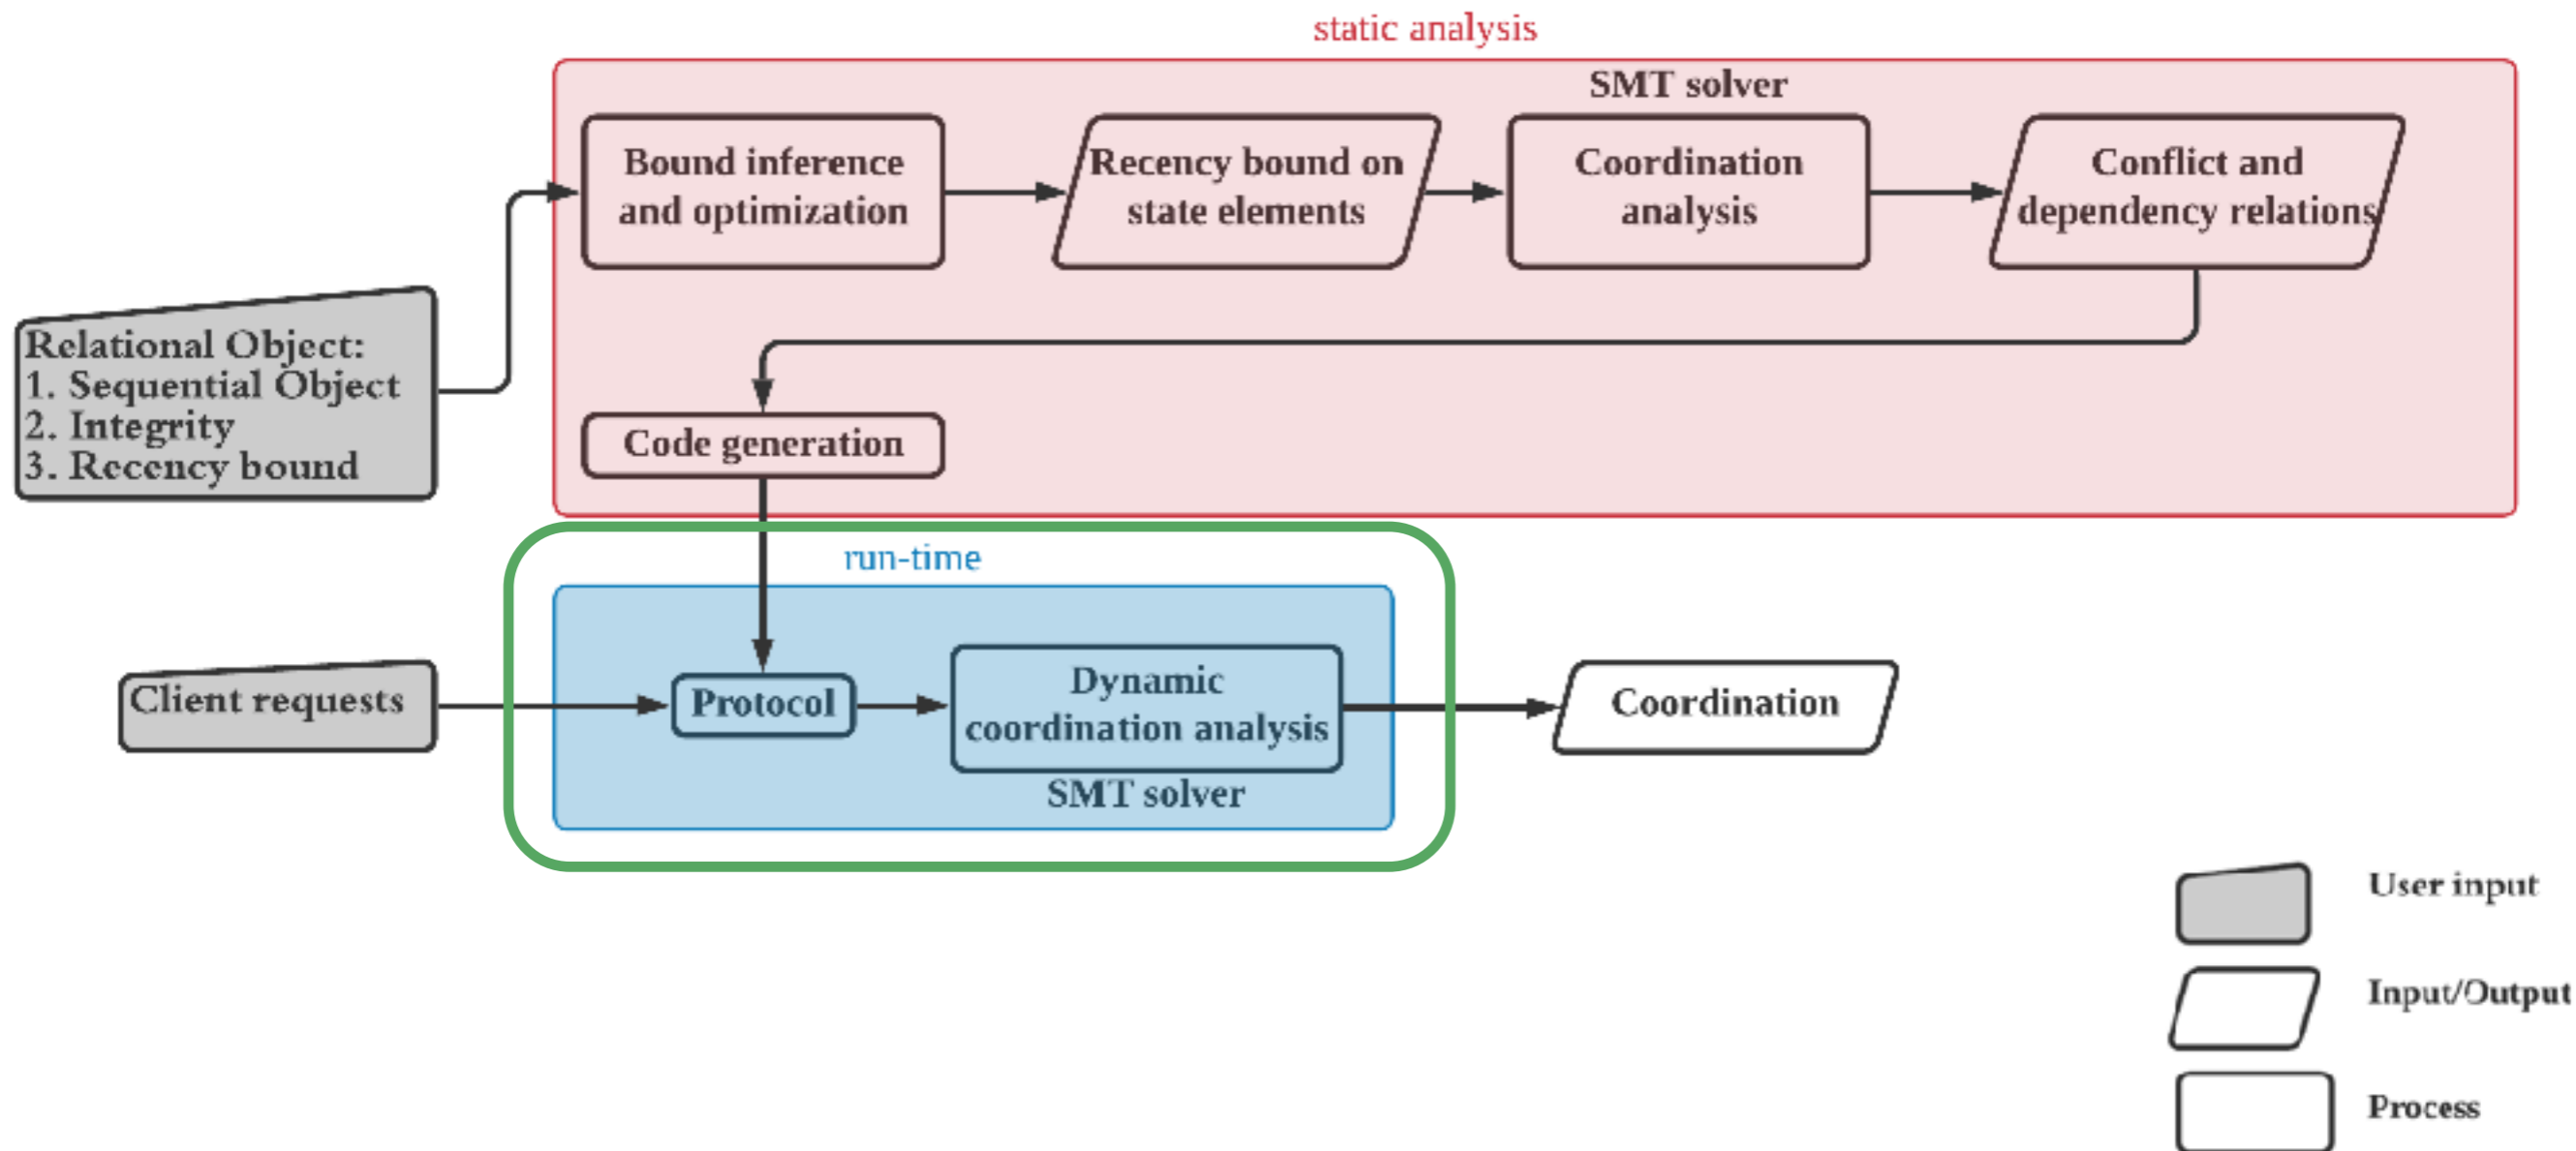 static analysis
SMT solver
Bound inference
and optimization
Recency bound on
state elements
Coordination
analysis
Conflict and
dependency relations
Relational Object:
1. Sequential Object
2. Integrity
3. Recency bound
Code generation
run-time
Client requests
Protocol
Dynamic
coordination analysis
SMT solver
Coordination
User input
Input/Output
Process